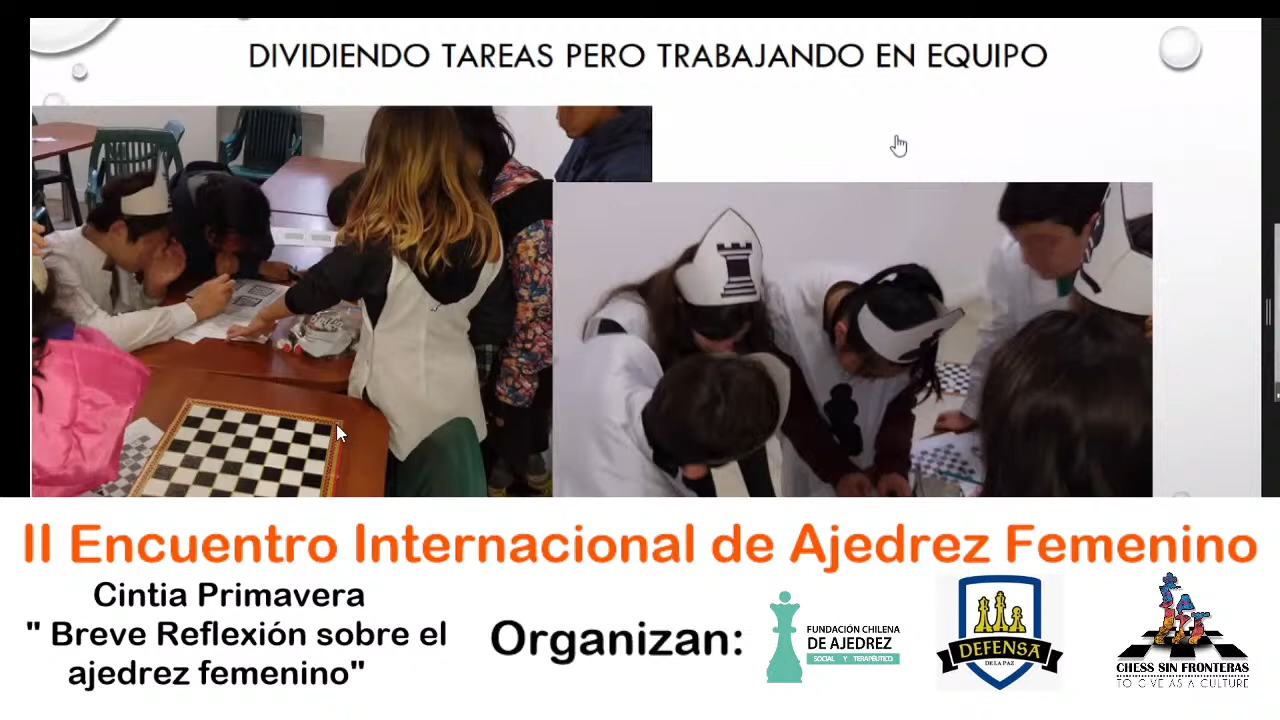 DIVIDIENDO TAREAS PERO TRABAJANDO EN EQUIPO
II Encuentro Internacional de Ajedrez Femenino
Cintia Primavera
" Breve Reflexión sobre el
ajedrez femenino"
Organizan:
FUNDACIÓN CHILENA
DE AJEDREZ
SOCIAL Y TERAPÉUTICO
DEFENSA
DE LA PAZ
CHESS SIN FRONTERAS
TO GIVE AS A CULTURE